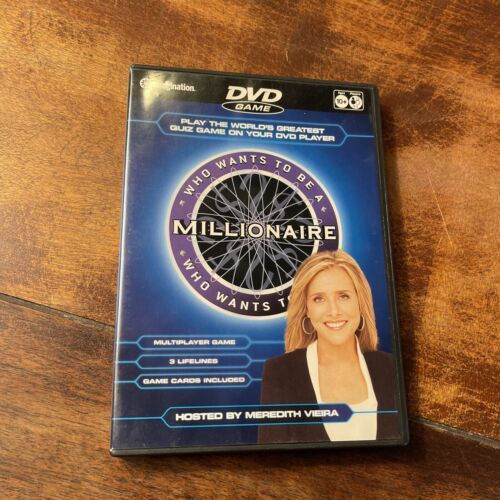 DVD
GAME
10+
PLAY THE WORLD'S GREATEST
QUIZ GAME ON YOUR DVD PLAYER
WHO WANTS TO BE A
MILLIONAIRE
WHO WANTS TO
MULTIPLAYER GAME
3 LIFELINES
GAME CARDS INCLUDED
HOSTED BY MEREDITH VIEIRA